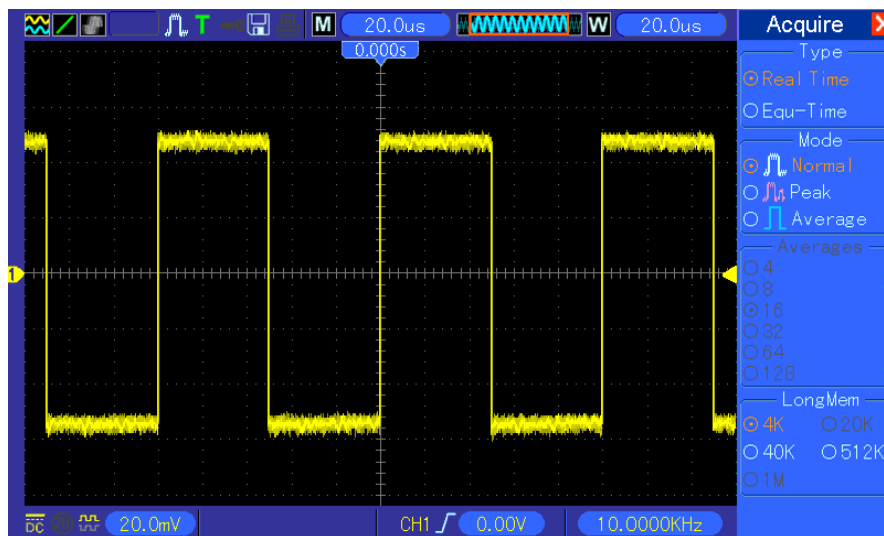 T M 20.0us W 20.0us
0.000s
1
DC 20.0mV CH1 0.00V 10.0000KHz
Acquire X
Type
Real Time
Equ-Time
Mode
Normal
Peak
Average
Averages
4
8
16
32
64
128
LongMem
4K 20K
40K 512K
1M